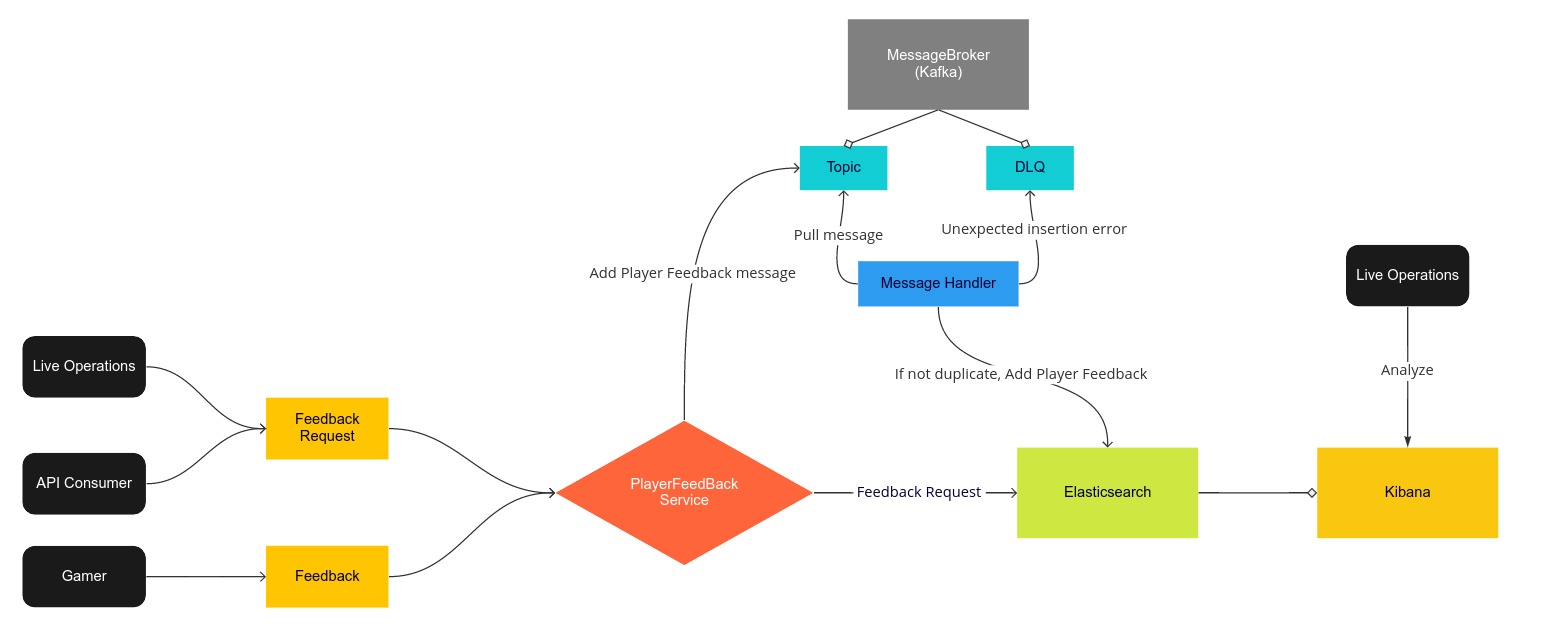 MessageBroker
(Kafka)
Topic
DLQ
Pull message
Unexpected insertion error
Add Player Feedback message
Message Handler
Live Operations
Live Operations
If not duplicate, Add Player Feedback
Analyze
Feedback
Request
API Consumer
PlayerFeedBack
Service
Feedback Request
Elasticsearch
Kibana
Gamer
Feedback